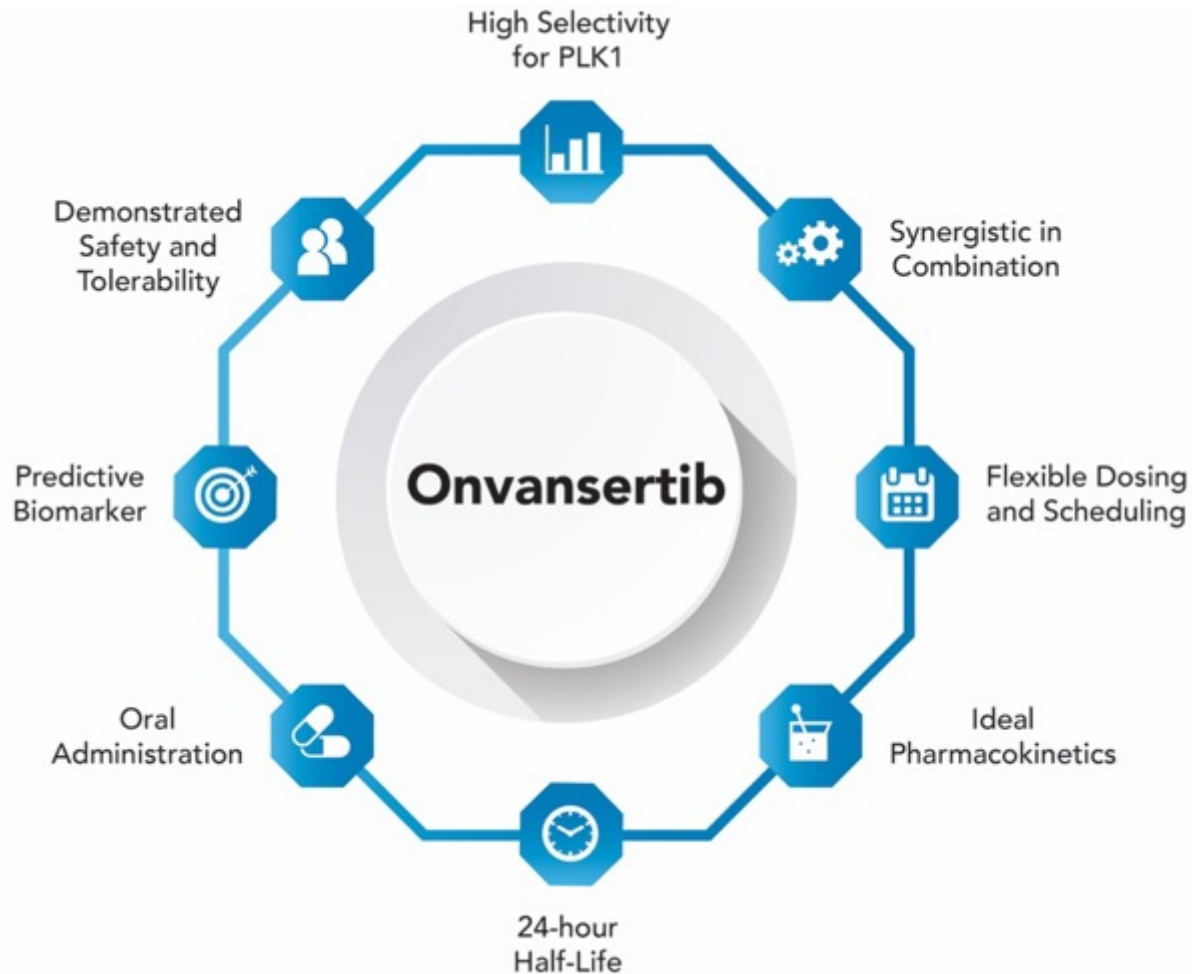 High Selectivity
for PLK1
Demonstrated
Safety and
Tolerability
Synergistic in
Combination
Onvansertib
Predictive
Biomarker
Flexible Dosing
and Scheduling
Oral
Administration
Ideal
Pharmacokinetics
24-hour
Half-Life